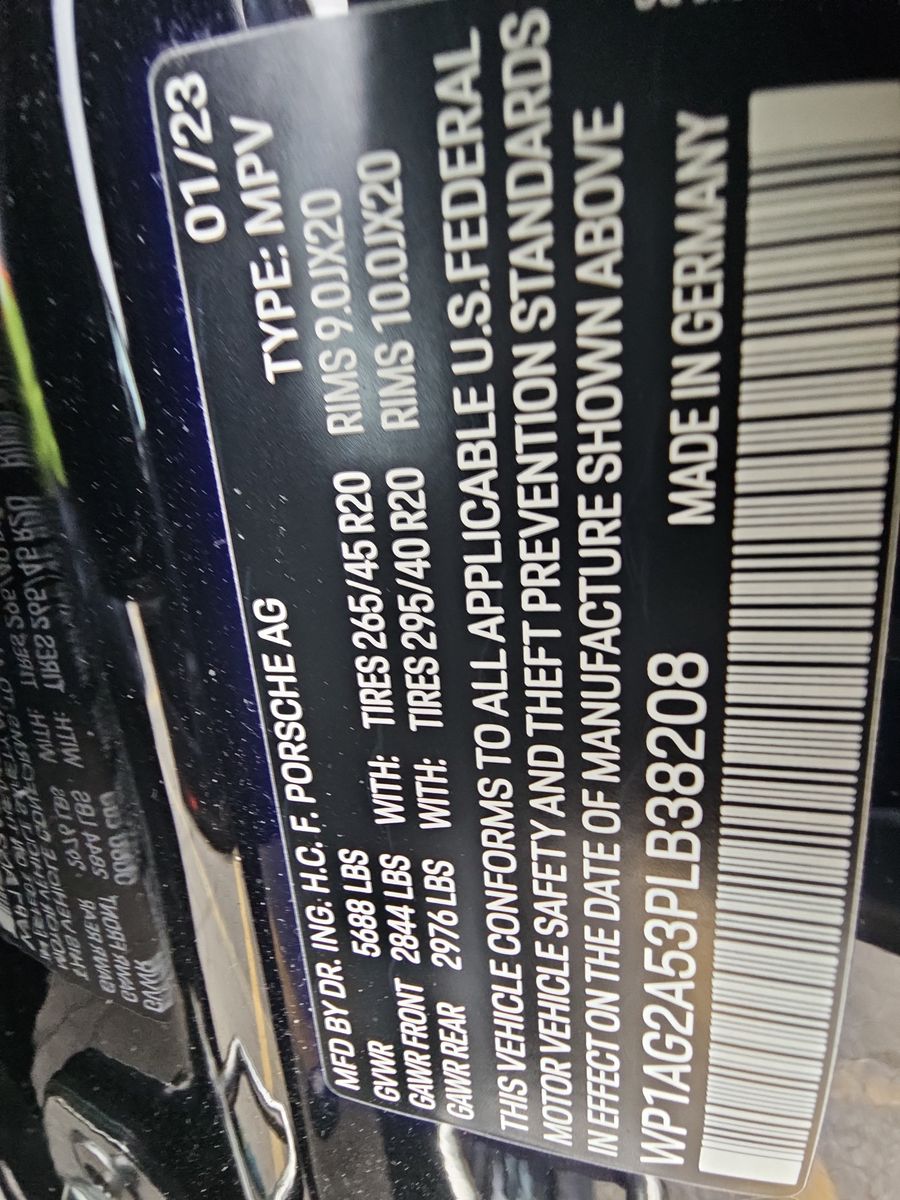 MFD BY DR. ING. H.C. F. PORSCHE AG 01/23
GVWR 5688 LBS TYPE: MPV
GAWR FRONT 2844 LBS WITH: TIRES 265/45 R20 RIMS 9.0JX20
GAWR REAR 2976 LBS WITH: TIRES 295/40 R20 RIMS 10.0JX20
THIS VEHICLE CONFORMS TO ALL APPLICABLE U.S.FEDERAL
MOTOR VEHICLE SAFETY AND THEFT PREVENTION STANDARDS
IN EFFECT ON THE DATE OF MANUFACTURE SHOWN ABOVE
WP1AG2A53PLB38208 MADE IN GERMANY